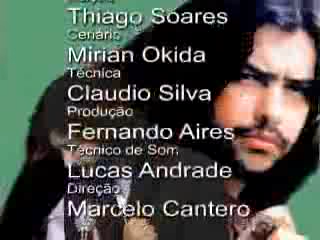 Thiago Soares
Cenário
Mirian Okida
Técnica
Claudio Silva
Produção
Fernando Aires
Técnico de Som
Lucas Andrade
Direção
Marcelo Cantero